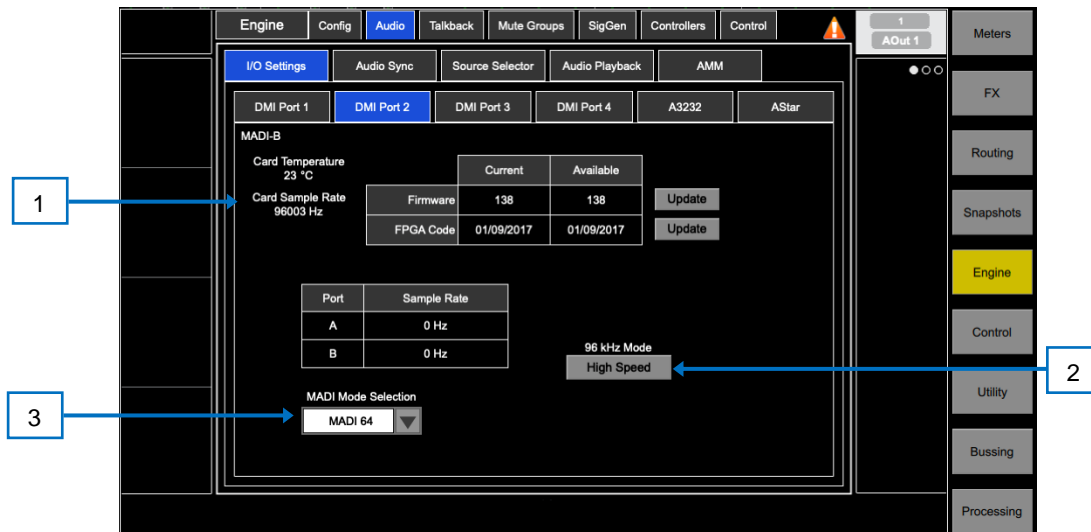 Engine
Config
Audio
Talkback
Mute Groups
SigGen
Controllers
Control
1
AOut 1
Meters
I/O Settings
Audio Sync
Source Selector
Audio Playback
AMM
FX
DMI Port 1
DMI Port 2
DMI Port 3
DMI Port 4
A3232
AStar
MADI-B
Routing
Card Temperature
23 °C
Current
Available
1
Card Sample Rate
96003 Hz
Firmware
138
138
Update
Snapshots
FPGA Code
01/09/2017
01/09/2017
Update
Engine
Port
Sample Rate
A
0 Hz
Control
B
0 Hz
96 kHz Mode
High Speed
2
Utility
3
MADI Mode Selection
MADI 64
Bussing
Processing